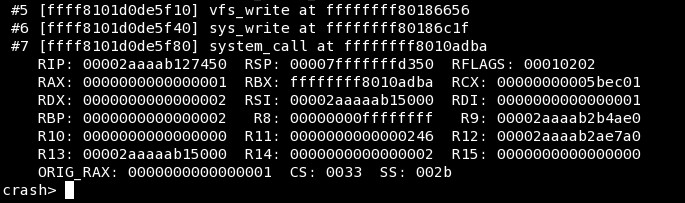 #5 [ffff8101d0de5f10] vfs_write at ffffffff80186656
#6 [ffff8101d0de5f40] sys_write at ffffffff80186c1f
#7 [ffff8101d0de5f80] system_call at ffffffff8010adba
RIP: 00002aaaab127450 RSP: 00007fffffffd350 RFLAGS: 00010202
RAX: 0000000000000001 RBX: ffffffff8010adba RCX: 00000000005bec01
RDX: 0000000000000002 RSI: 00002aaaaab15000 RDI: 0000000000000001
RBP: 0000000000000002 R8: 00000000ffffffff R9: 00002aaaab2b4ae0
R10: 0000000000000000 R11: 0000000000000246 R12: 00002aaaab2ae7a0
R13: 00002aaaaab15000 R14: 0000000000000002 R15: 0000000000000000
ORIG_RAX: 0000000000000001 CS: 0033 SS: 002b
crash>